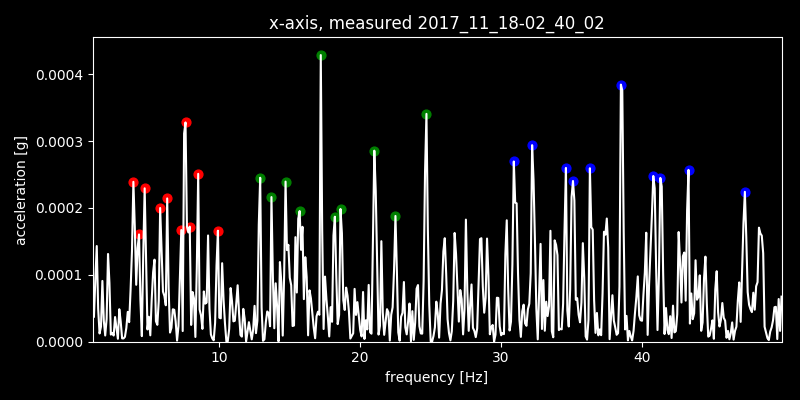 x-axis, measured 2017_11_18-02_40_02
acceleration [g]
0.0004
0.0003
0.0002
0.0001
0.0000
10 20 30 40
frequency [Hz]